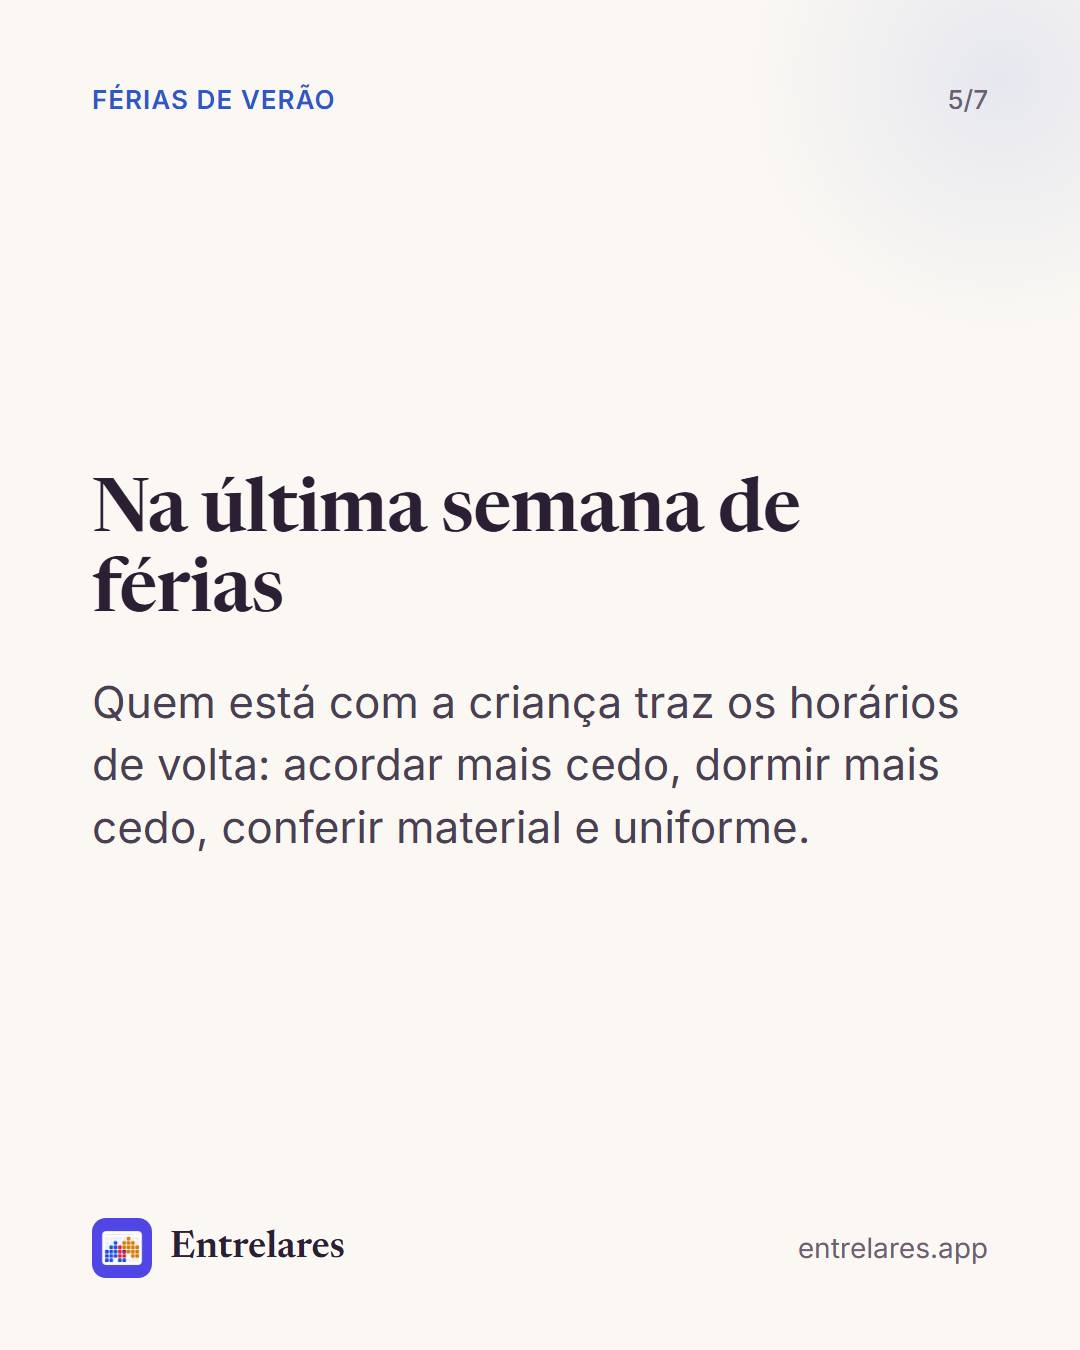 FÉRIAS DE VERÃO
5/7
Na última semana de
férias
Quem está com a criança traz os horários
de volta: acordar mais cedo, dormir mais
cedo, conferir material e uniforme.
Entrelares
entrelares.app